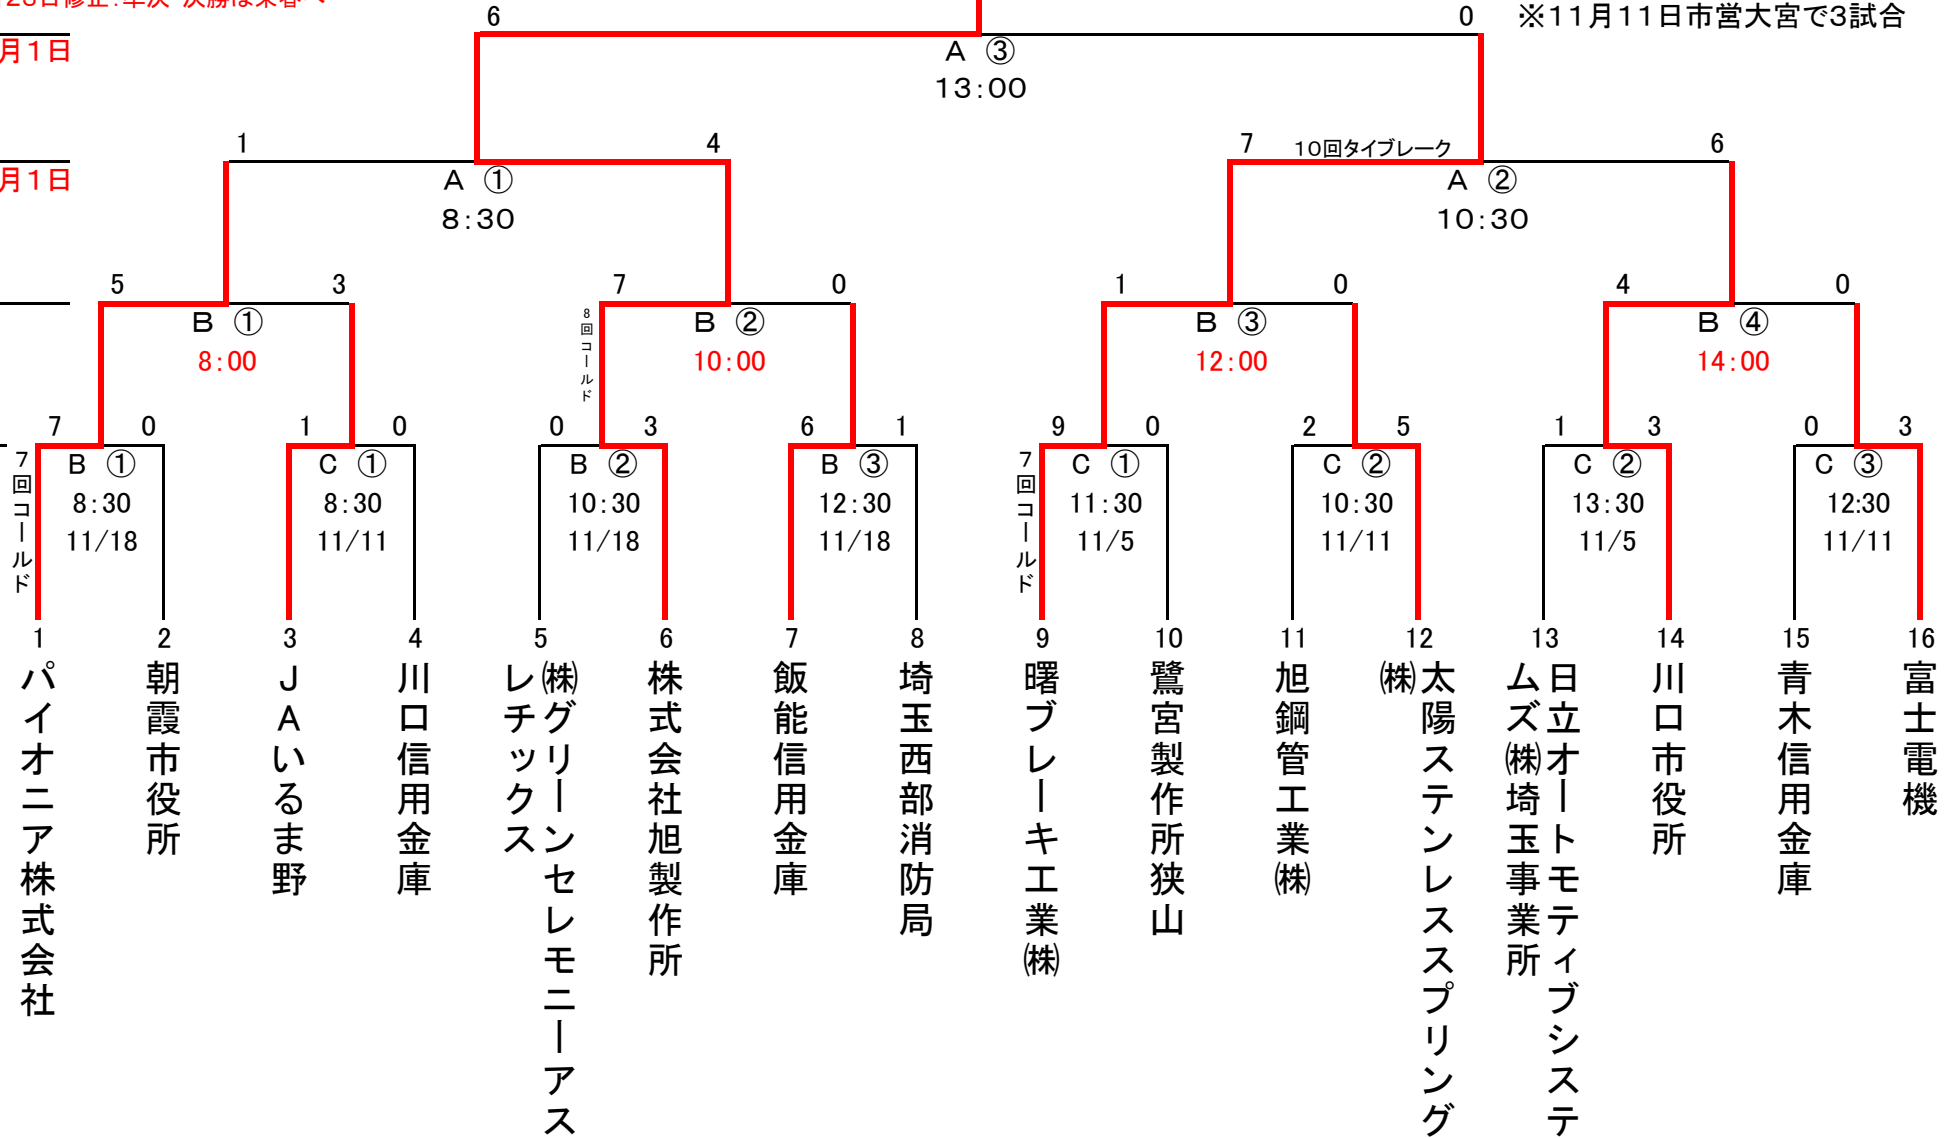 6
0
※11月11日市営大宮で3試合
月1日
A ③
13:00
1
4
7
10回タイブレーク
6
月1日
A ①
8:30
A ②
10:30
5
3
7
0
1
0
4
0
B ①
8:00
8回コールド
B ②
10:00
B ③
12:00
B ④
14:00
7
0
1
0
0
3
6
1
9
0
2
5
1
3
0
3
7回コールド
B ①
8:30
11/18
C ①
8:30
11/11
B ②
10:30
11/18
B ③
12:30
11/18
7回コールド
C ①
11:30
11/5
C ②
10:30
11/11
C ②
13:30
11/5
C ③
12:30
11/11
1
2
3
4
5
6
7
8
9
10
11
12
13
14
15
16
パイオニア株式会社
朝霞市役所
JAいるま野
川口信用金庫
㈱グリーンセレモニーアス
レチックス
株式会社旭製作所
飯能信用金庫
埼玉西部消防局
曙ブレーキ工業㈱
鷺宮製作所狭山
旭鋼管工業㈱
太陽ステンレススプリング
㈱
日立オートモティブシステ
ムズ㈱埼玉事業所
川口市役所
青木信用金庫
富士電機